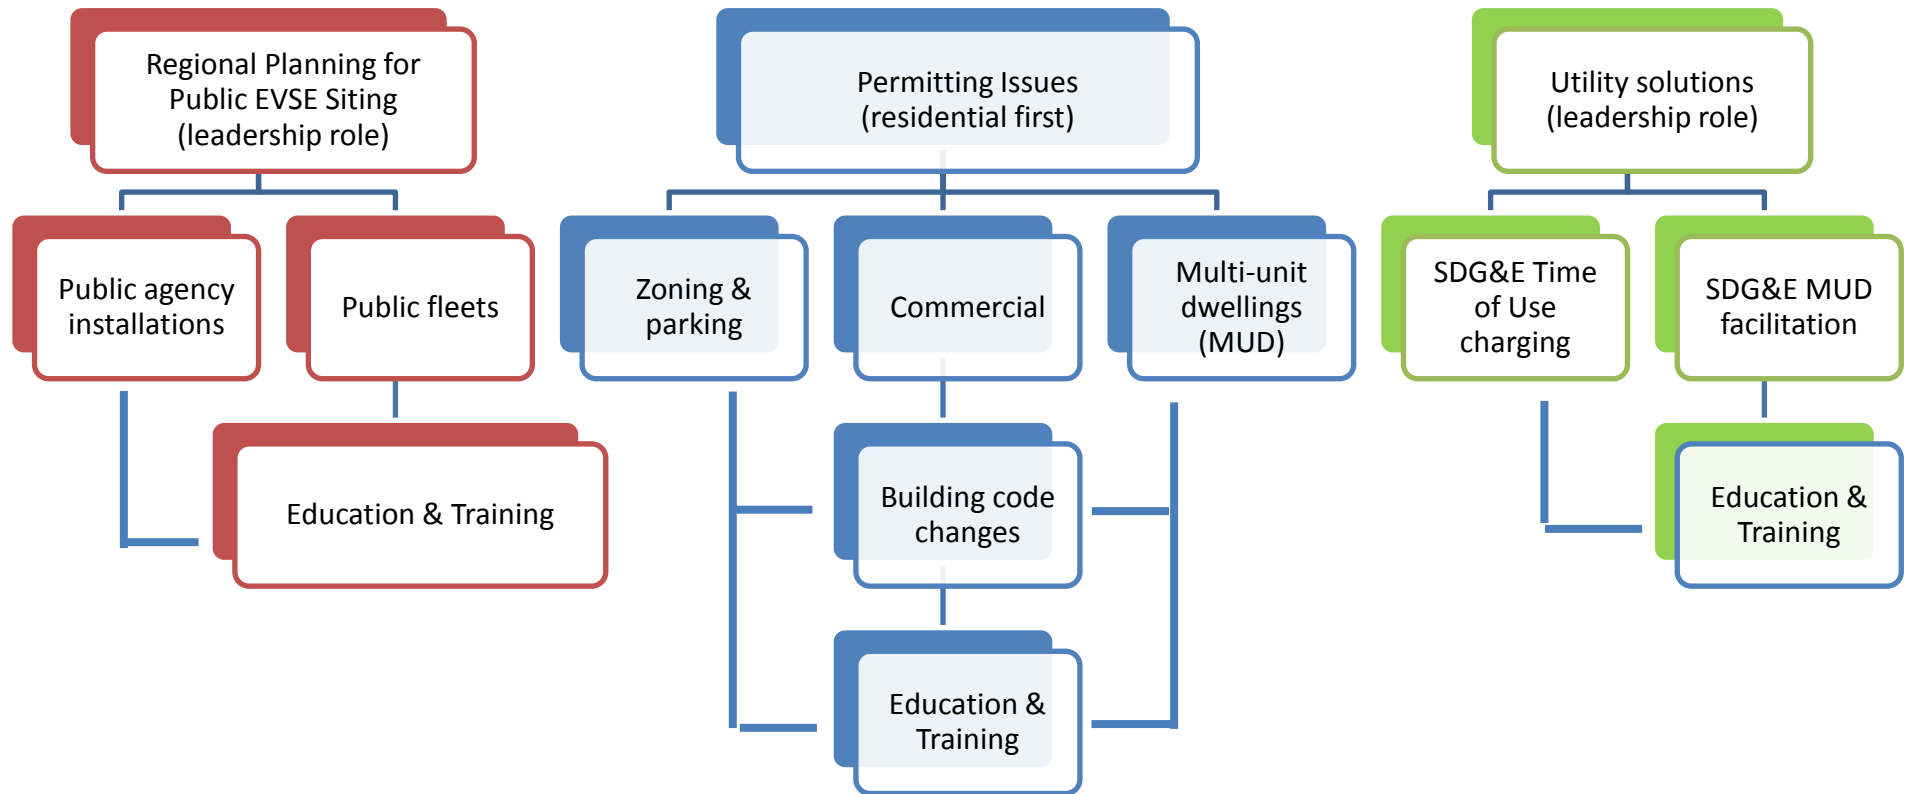 Regional Planning for
Public EVSE Siting
(leadership role)
Permitting Issues
(residential first)
Utility solutions
(leadership role)
Public agency
installations
Public fleets
Zoning &
parking
Commercial
Multi-unit
dwellings
(MUD)
SDG&E Time
of Use
charging
SDG&E MUD
facilitation
Education & Training
Building code
changes
Education &
Training
Education &
Training